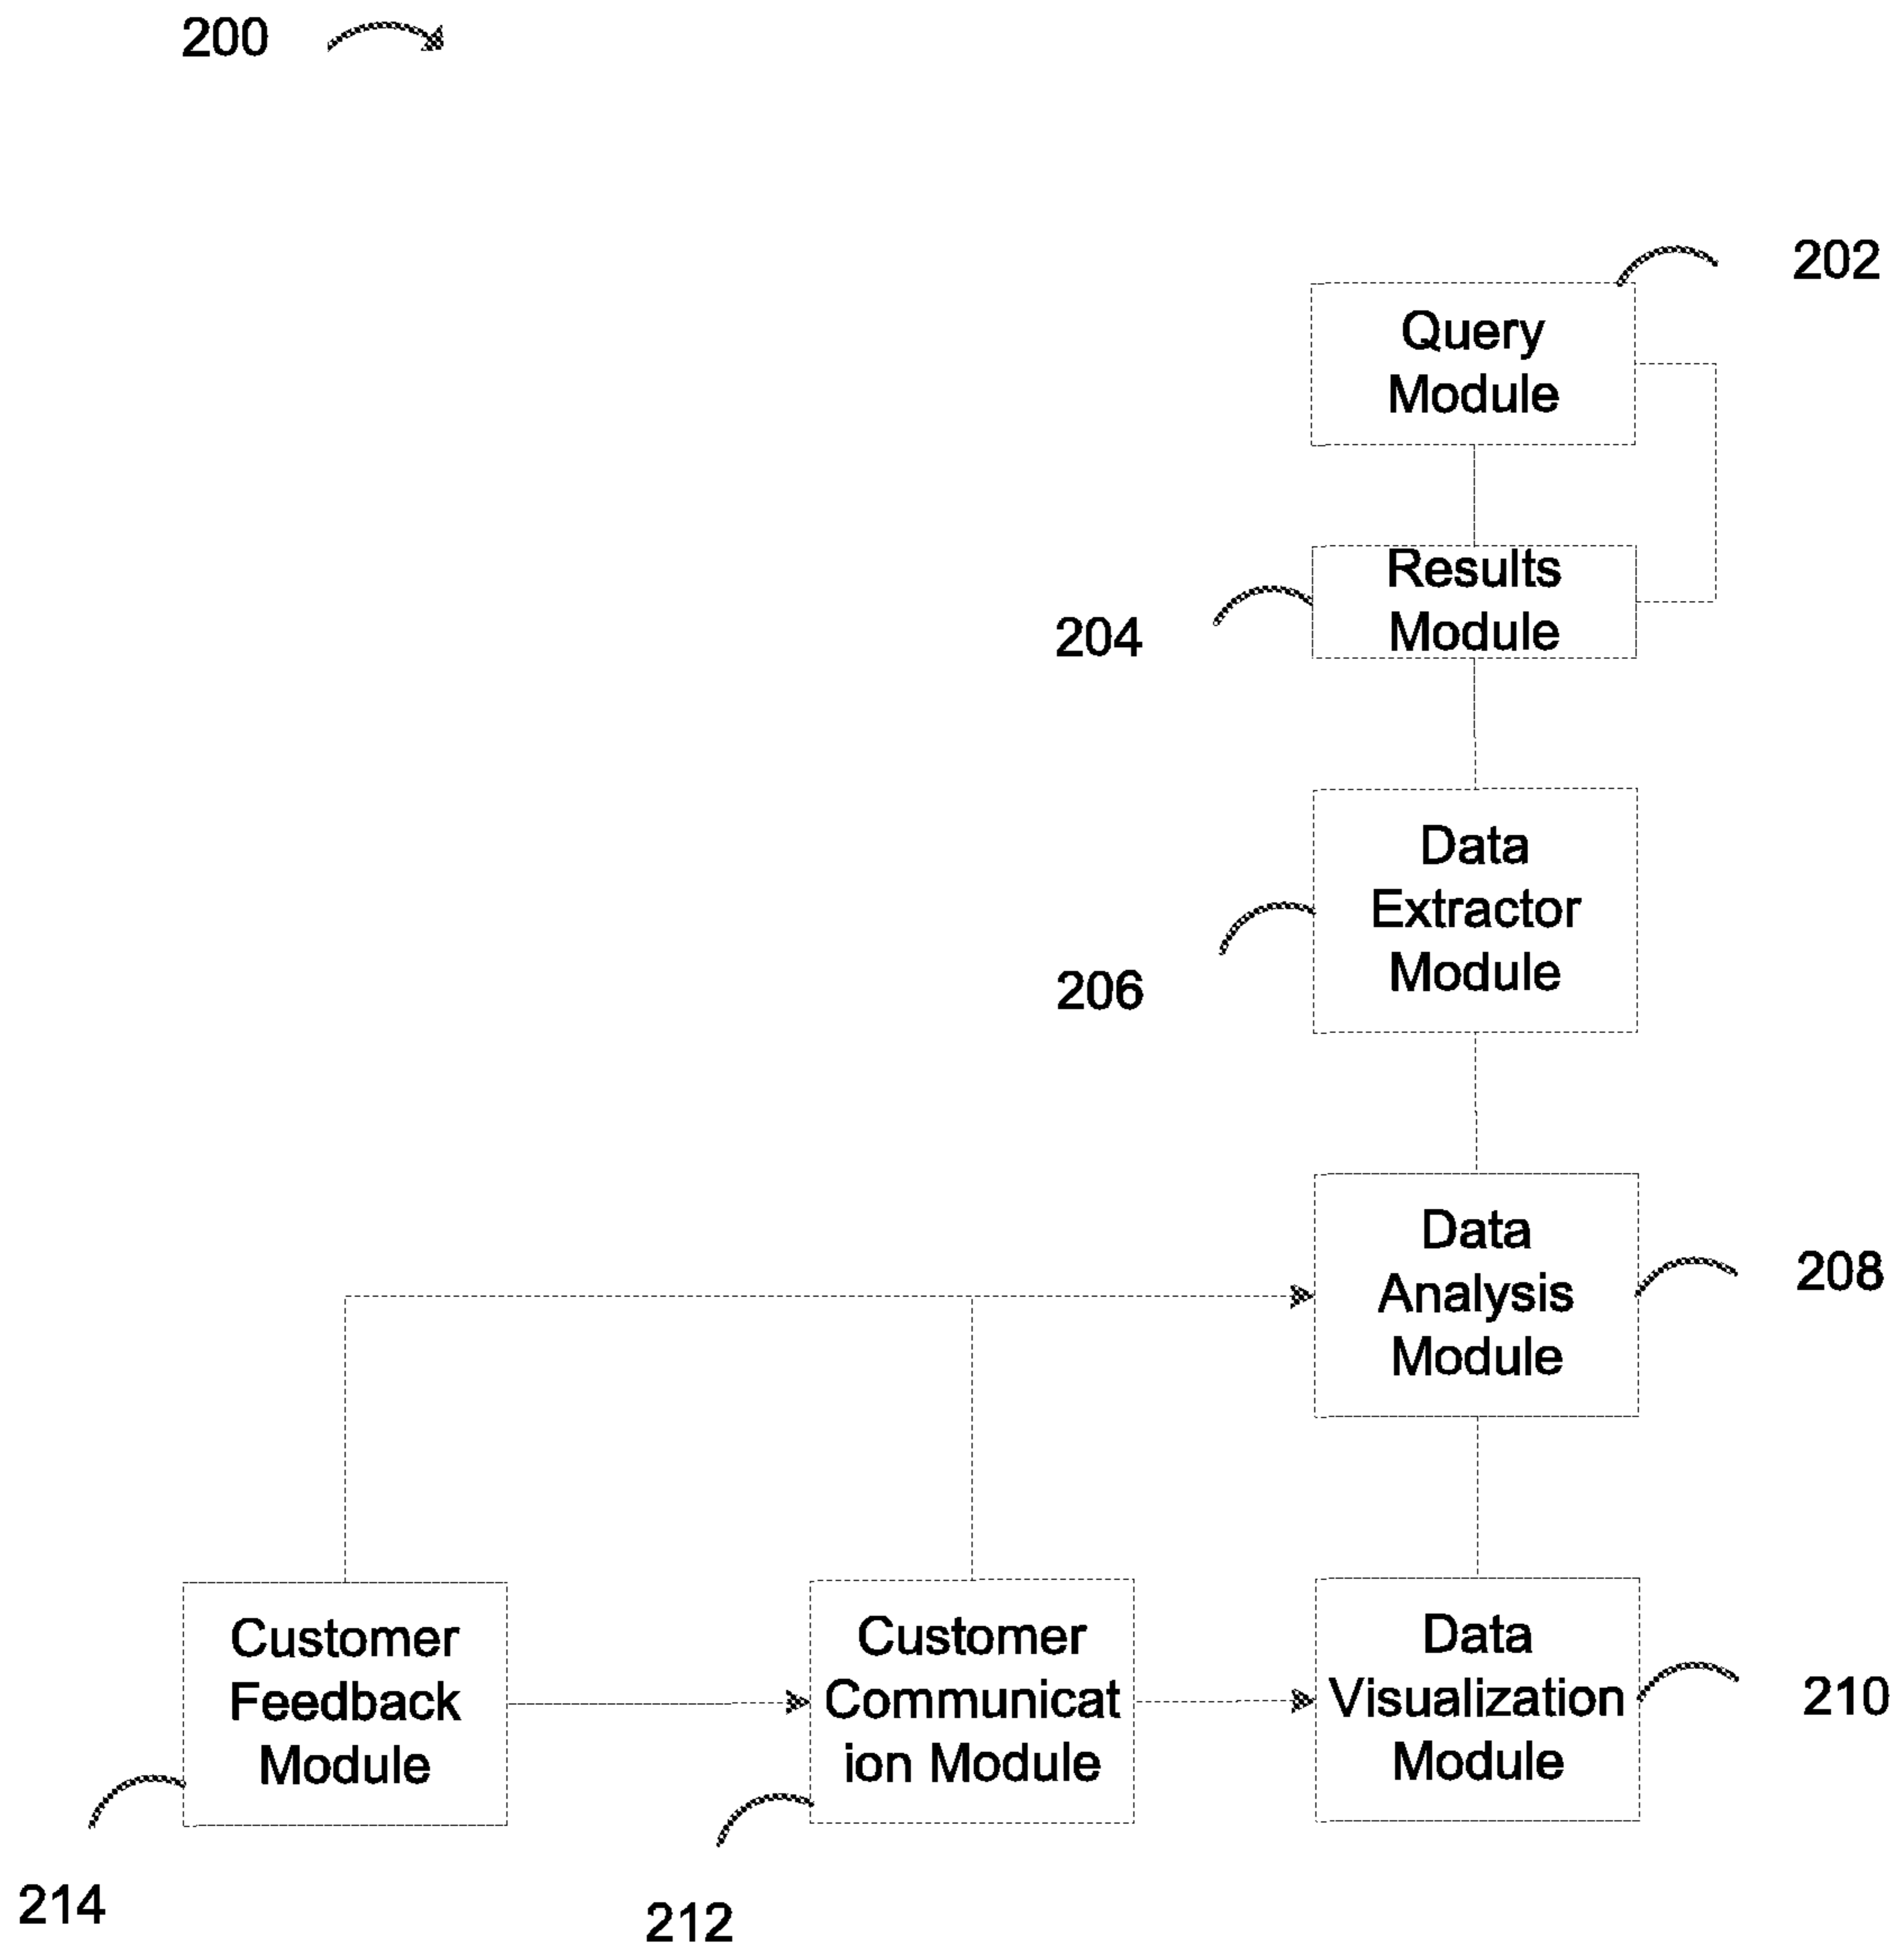 200
202
Query
Module
Results
Module
204
Data
Extractor
Module
206
Data
Analysis
Module
208
Customer
Feedback
Module
Customer
Communicat
ion Module
Data
Visualization
Module
210
214
212